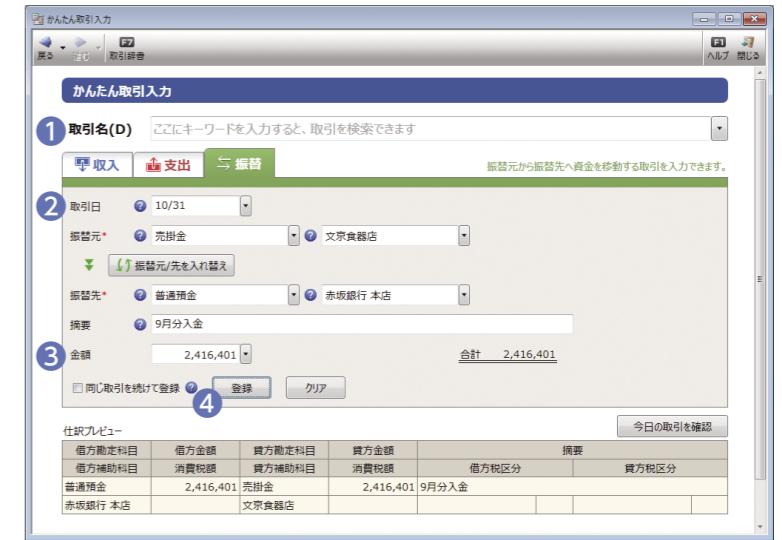 かんたん取引入力
戻る 進む F7 取引辞書 F1 ヘルプ 閉じる
かんたん取引入力
1 取引名(D) ここにキーワードを入力すると、取引を検索できます
収入 支出 振替 振替元から振替先へ資金を移動する取引を入力できます。
2 取引日 ? 10/31
振替元* ? 売掛金 ? 文京食器店
振替元/先を入れ替え
振替先* ? 普通預金 ? 赤坂銀行 本店
摘要 ? 9月分入金
3 金額 2,416,401 合計 2,416,401
同じ取引を続けて登録 ? 4 登録 クリア
仕訳プレビュー 今日の取引を確認
借方勘定科目 借方金額 貸方勘定科目 貸方金額 摘要
借方補助科目 消費税額 貸方補助科目 消費税額 借方税区分 貸方税区分
普通預金 2,416,401 売掛金 2,416,401 9月分入金
赤坂銀行 本店 文京食器店